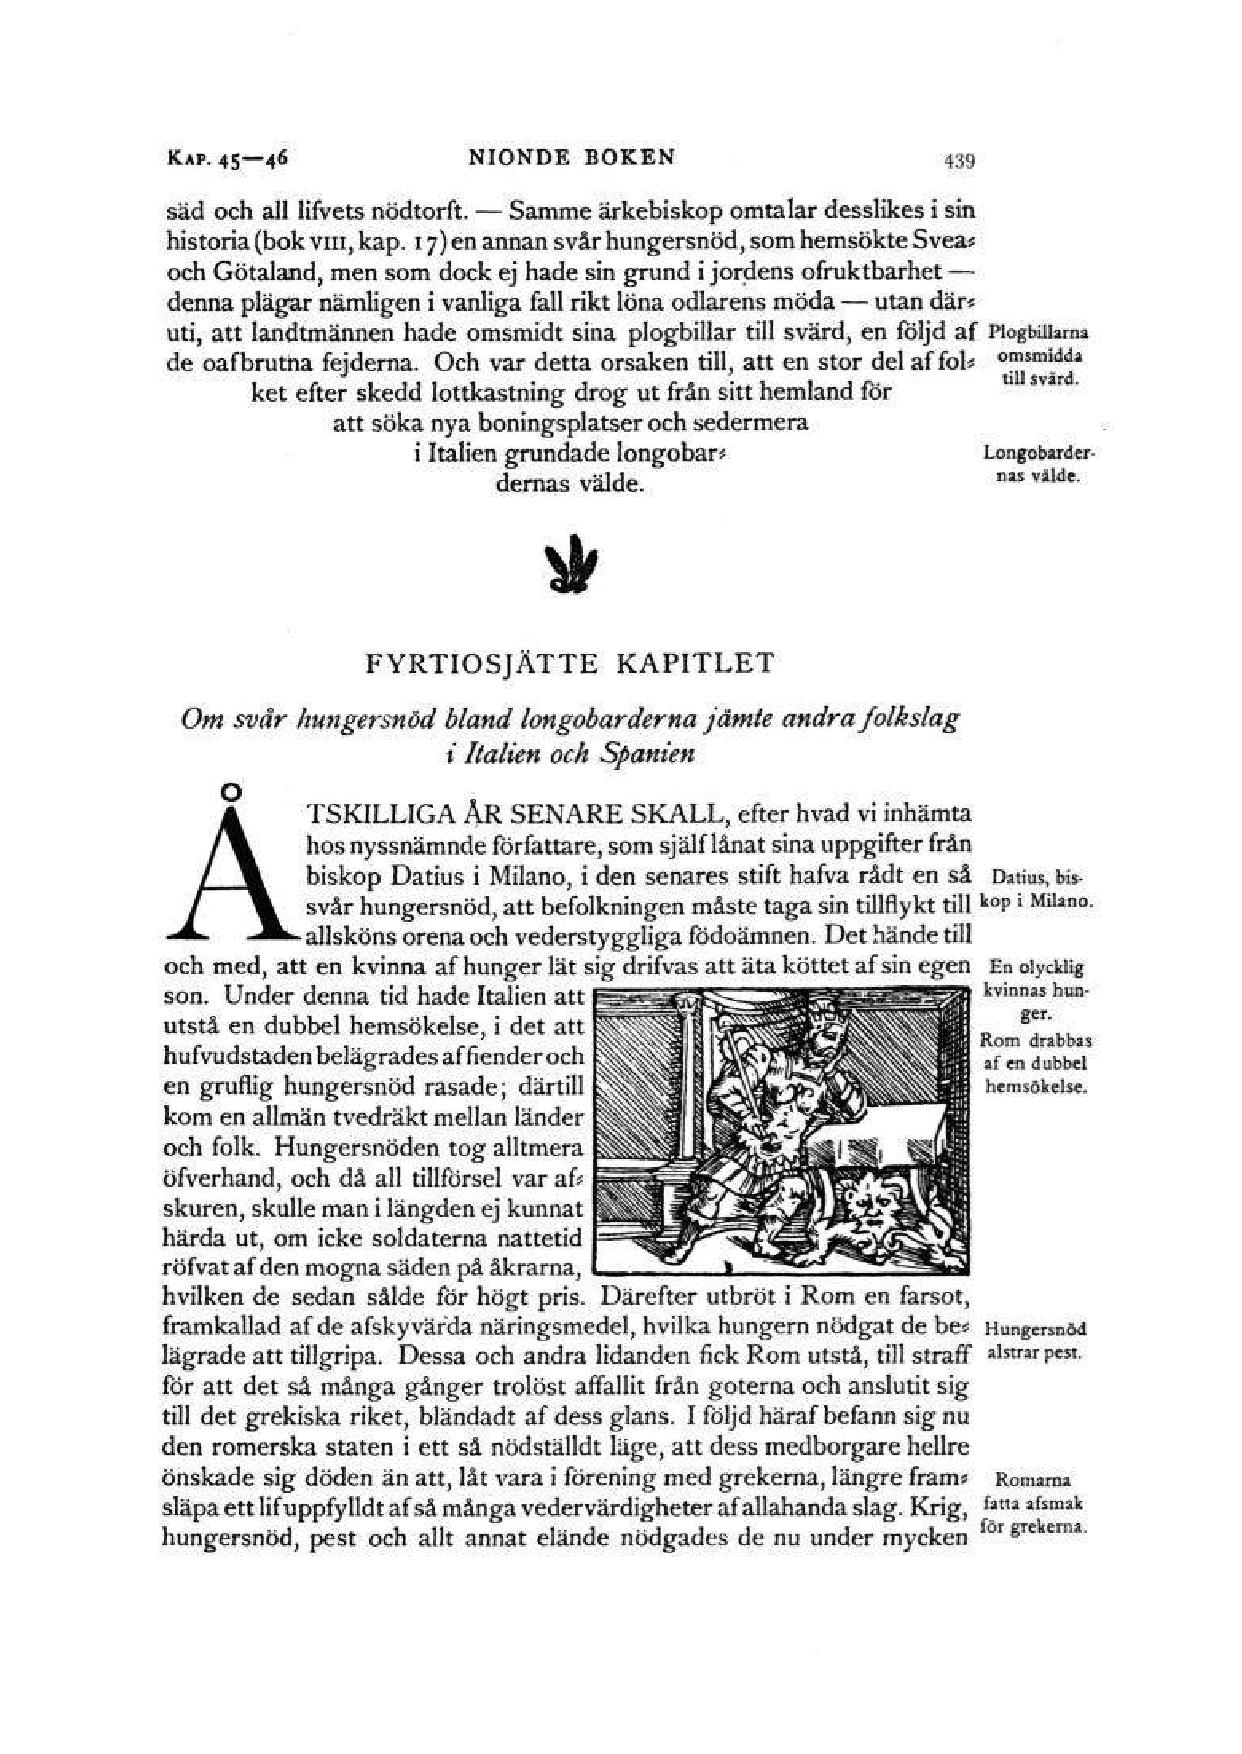 KAP. 45—46 NIONDE BOKEN 439
säd och all lifvets nödtorft. — Samme ärkebiskop omtalar desslikes i sin
historia (bok VIII, kap. 17) en annan svår hungersnöd, som hemsökte Svea-
och Götaland, men som dock ej hade sin grund i jordens ofruktbarhet —
denna plägar nämligen i vanliga fall rikt löna odlarens möda — utan där-
uti, att landtmännen hade omsmidt sina plogbillar till svärd, en följd af
de oafbrutna fejderna. Och var detta orsaken till, att en stor del af fol-
ket efter skedd lottkastning drog ut från sitt hemland för
att söka nya boningsplatser och sedermera
i Italien grundade longobar-
dernas välde.
Plogbillarna
omsmidda
till svärd.
Longobarder-
nas välde.
FYRTIOSJÄTTE KAPITLET
Om svår hungersnöd bland longobarderna jämte andra folkslag
i Italien och Spanien
ÅTSKILLIGA ÅR SENARE SKALL, efter hvad vi inhämta
hos nyssnämnde författare, som själf lånat sina uppgifter från
biskop Datius i Milano, i den senares stift hafva rådt en så
svår hungersnöd, att befolkningen måste taga sin tillflykt till
allsköns orena och vederstyggliga födoämnen. Det hände till
och med, att en kvinna af hunger lät sig drifvas att äta köttet af sin egen
son. Under denna tid hade Italien att
utstå en dubbel hemsökelse, i det att
hufvudstaden belägrades af fiender och
en gruflig hungersnöd rasade; därtill
kom en allmän tvedräkt mellan länder
och folk. Hungersnöden tog alltmera
öfverhand, och då all tillförsel var af-
skuren, skulle man i längden ej kunnat
härda ut, om icke soldaterna nattetid
röfvat af den mogna säden på åkrarna,
hvilken de sedan sålde för högt pris. Därefter utbröt i Rom en farsot,
framkallad af de afskyvärda näringsmedel, hvilka hungern nödgat de be-
lägrade att tillgripa. Dessa och andra lidanden fick Rom utstå, till straff
för att det så många gånger trolöst affallit från goterna och anslutit sig
till det grekiska riket, bländadt af dess glans. I följd häraf befann sig nu
den romerska staten i ett så nödställdt läge, att dess medborgare hellre
önskade sig döden än att, låt vara i förening med grekerna, längre fram-
släpa ett lif uppfylldt af så många vedervärdigheter af allahanda slag. Krig,
hungersnöd, pest och allt annat elände nödgades de nu under mycken
Datius, bis-
kop i Milano.
En olycklig
kvinnas hun-
ger.
Rom drabbas
af en dubbel
hemsökelse.
Hungersnöd
alstrar pest.
Romarna
fatta afsmak
för grekerna.